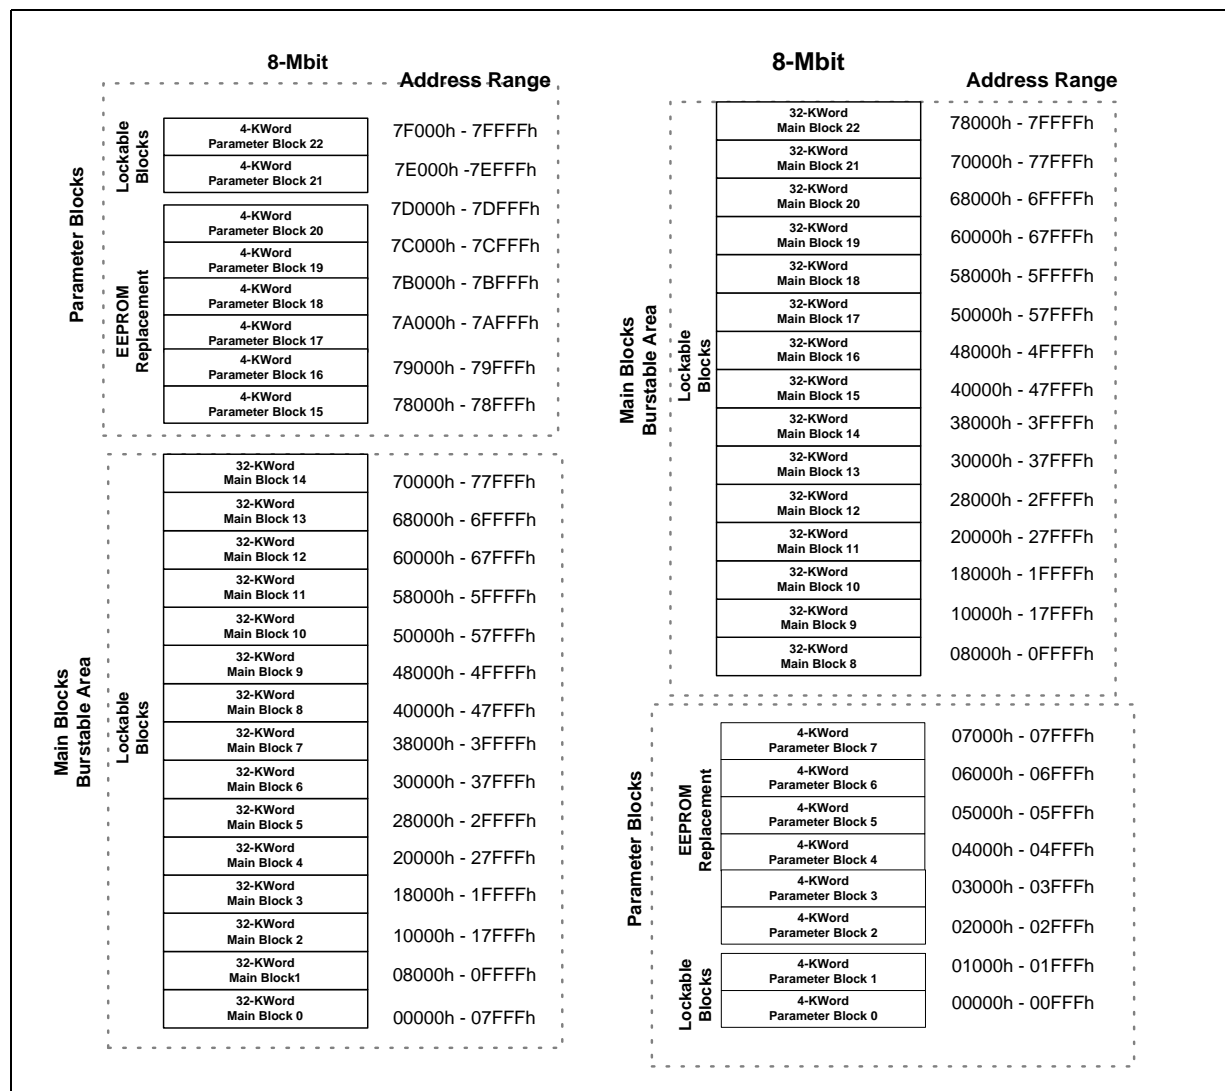 8-Mbit
Address Range
Parameter Blocks
Lockable
Blocks
4-KWord
Parameter Block 22
7F000h - 7FFFFh
4-KWord
Parameter Block 21
7E000h -7EFFFh
EEPROM
Replacement
4-KWord
Parameter Block 20
7D000h - 7DFFFh
4-KWord
Parameter Block 19
7C000h - 7CFFFh
4-KWord
Parameter Block 18
7B000h - 7BFFFh
4-KWord
Parameter Block 17
7A000h - 7AFFFh
4-KWord
Parameter Block 16
79000h - 79FFFh
4-KWord
Parameter Block 15
78000h - 78FFFh
Main Blocks
Burstable Area
Lockable
Blocks
32-KWord
Main Block 14
70000h - 77FFFh
32-KWord
Main Block 13
68000h - 6FFFFh
32-KWord
Main Block 12
60000h - 67FFFh
32-KWord
Main Block 11
58000h - 5FFFFh
32-KWord
Main Block 10
50000h - 57FFFh
32-KWord
Main Block 9
48000h - 4FFFFh
32-KWord
Main Block 8
40000h - 47FFFh
32-KWord
Main Block 7
38000h - 3FFFFh
32-KWord
Main Block 6
30000h - 37FFFh
32-KWord
Main Block 5
28000h - 2FFFFh
32-KWord
Main Block 4
20000h - 27FFFh
32-KWord
Main Block 3
18000h - 1FFFFh
32-KWord
Main Block 2
10000h - 17FFFh
32-KWord
Main Block1
08000h - 0FFFFh
32-KWord
Main Block 0
00000h - 07FFFh
8-Mbit
Address Range
Main Blocks
Burstable Area
Lockable
Blocks
32-KWord
Main Block 22
78000h - 7FFFFh
32-KWord
Main Block 21
70000h - 77FFFh
32-KWord
Main Block 20
68000h - 6FFFFh
32-KWord
Main Block 19
60000h - 67FFFh
32-KWord
Main Block 18
58000h - 5FFFFh
32-KWord
Main Block 17
50000h - 57FFFh
32-KWord
Main Block 16
48000h - 4FFFFh
32-KWord
Main Block 15
40000h - 47FFFh
32-KWord
Main Block 14
38000h - 3FFFFh
32-KWord
Main Block 13
30000h - 37FFFh
32-KWord
Main Block 12
28000h - 2FFFFh
32-KWord
Main Block 11
20000h - 27FFFh
32-KWord
Main Block 10
18000h - 1FFFFh
32-KWord
Main Block 9
10000h - 17FFFh
32-KWord
Main Block 8
08000h - 0FFFFh
Parameter Blocks
EEPROM
Replacement
4-KWord
Parameter Block 7
07000h - 07FFFh
4-KWord
Parameter Block 6
06000h - 06FFFh
4-KWord
Parameter Block 5
05000h - 05FFFh
4-KWord
Parameter Block 4
04000h - 04FFFh
4-KWord
Parameter Block 3
03000h - 03FFFh
4-KWord
Parameter Block 2
02000h - 02FFFh
Lockable
Blocks
4-KWord
Parameter Block 1
01000h - 01FFFh
4-KWord
Parameter Block 0
00000h - 00FFFh